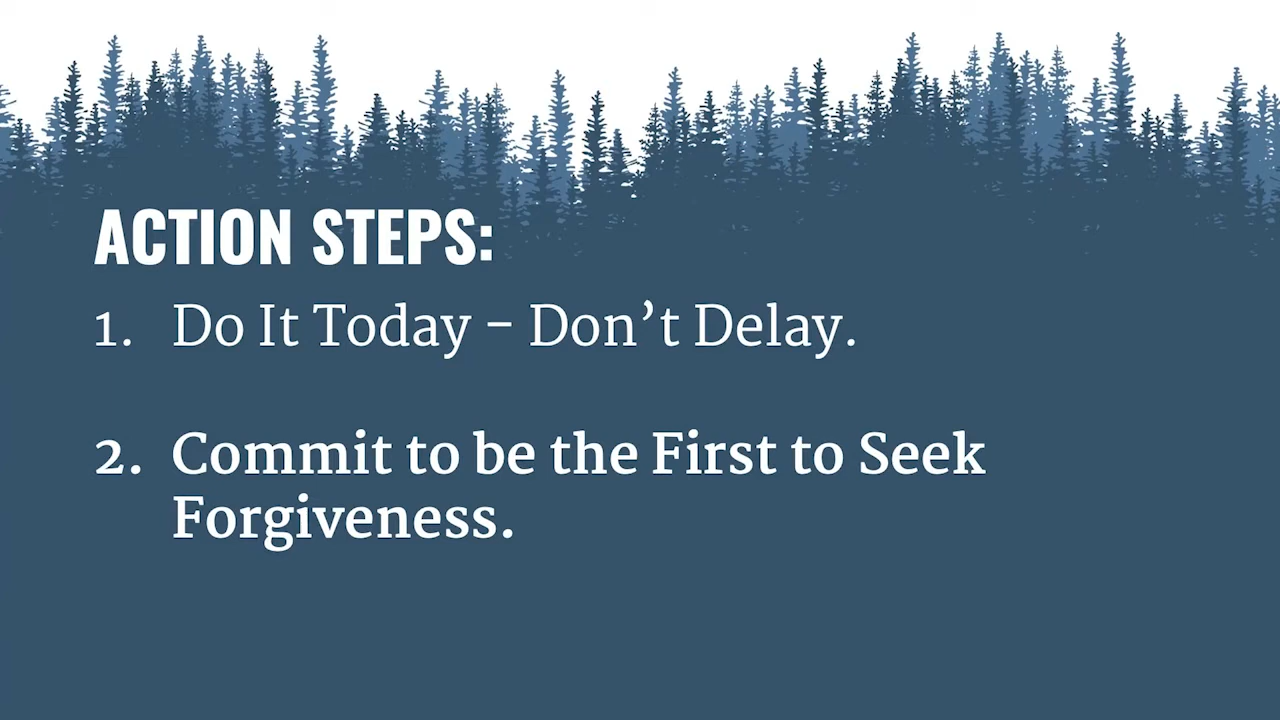 ACTION STEPS:
1. Do It Today – Don’t Delay.
2. Commit to be the First to Seek
Forgiveness.